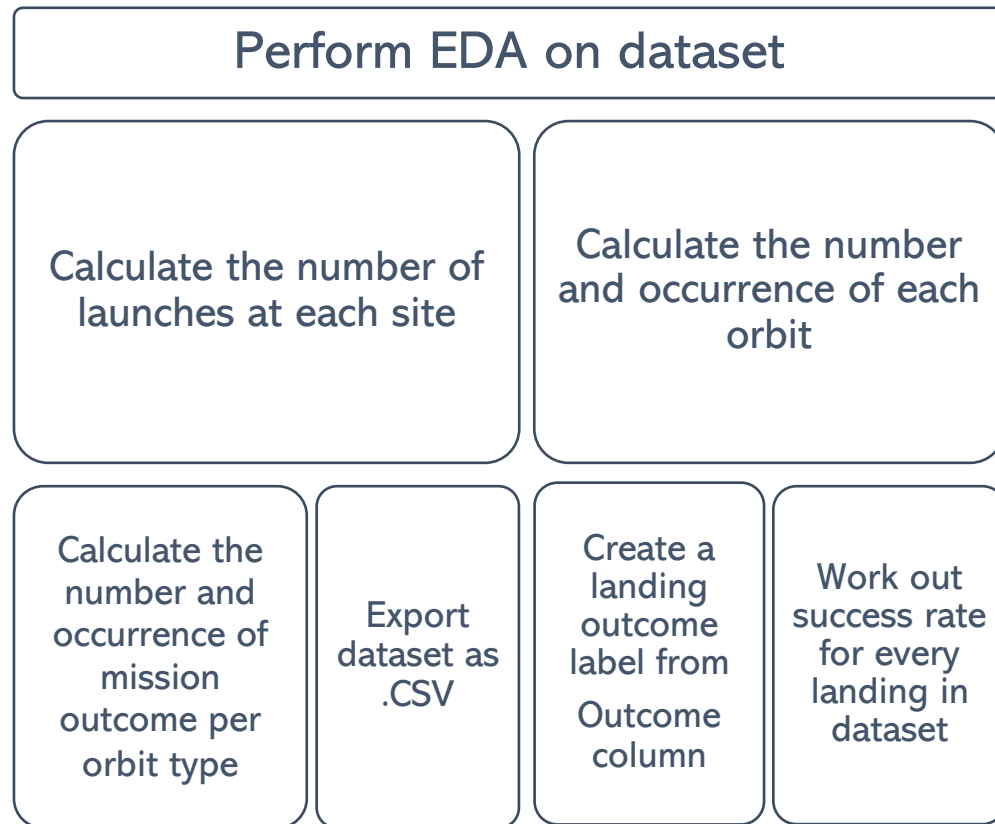 Perform EDA on dataset
Calculate the number of
launches at each site
Calculate the number
and occurrence of each
orbit
Calculate the
number and
occurrence of
mission
outcome per
orbit type
Export
dataset as
.CSV
Create a
landing
outcome
label from
Outcome
column
Work out
success rate
for every
landing in
dataset